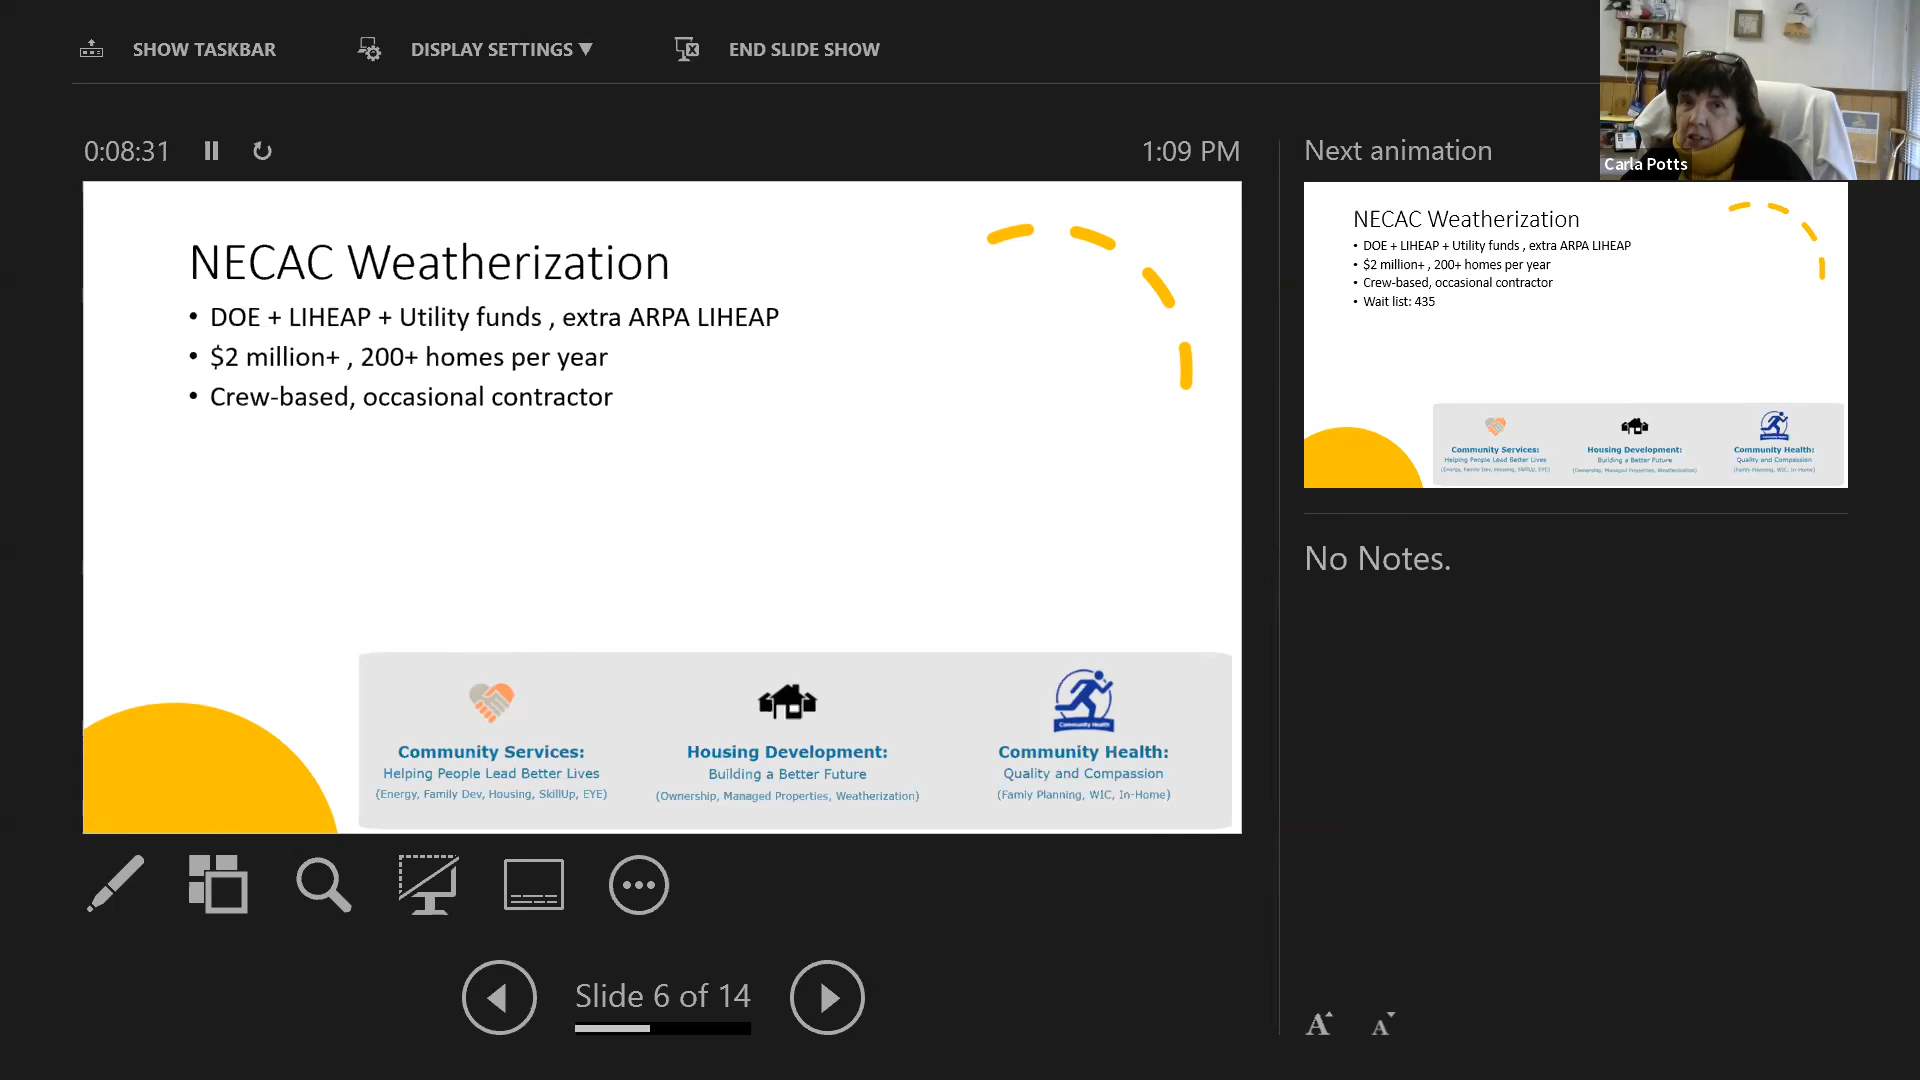 SHOW TASKBAR
DISPLAY SETTINGS ▼
END SLIDE SHOW
0:08:31
1:09 PM
NECAC Weatherization
• DOE + LIHEAP + Utility funds , extra ARPA LIHEAP
• $2 million+ , 200+ homes per year
• Crew-based, occasional contractor
Community Services:
Helping People Lead Better Lives
(Energy, Family Dev, Housing, SkillUp, EYE)
Housing Development:
Building a Better Future
(Ownership, Managed Properties, Weatherization)
Community Health
Community Health:
Quality and Compassion
(Famiy Planning, WIC, In-Home)
Slide 6 of 14
Next animation
Carla Potts
NECAC Weatherization
• DOE + LIHEAP + Utility funds , extra ARPA LIHEAP
• $2 million+ , 200+ homes per year
• Crew-based, occasional contractor
• Wait list: 435
Community Services:
Helping People Lead Better Lives
(Energy, Family Dev, Housing, SkillUp, EYE)
Housing Development:
Building a Better Future
(Ownership, Managed Properties, Weatherization)
Community Health:
Quality and Compassion
(Famiy Planning, WIC, In-Home)
No Notes.
A A